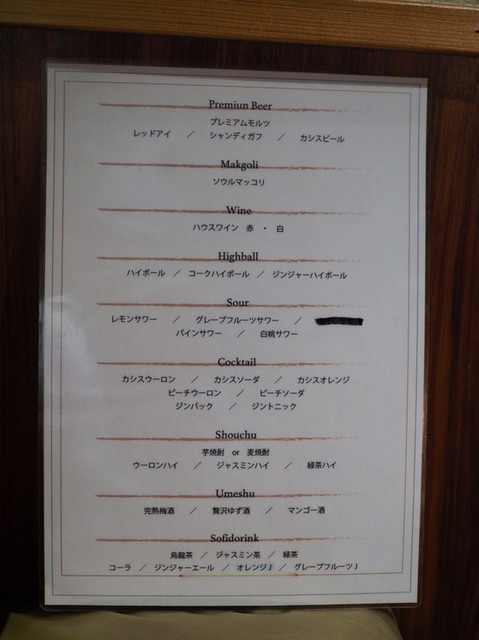 Premiun Beer
プレミアムモルツ
レッドアイ ／ シャンディガフ ／ カシスビール
Makgoli
ソウルマッコリ
Wine
ハウスワイン 赤 ・ 白
Highball
ハイボール ／ コークハイボール ／ ジンジャーハイボール
Sour
レモンサワー ／ グレープフルーツサワー ／
パインサワー ／ 白桃サワー
Cocktail
カシスウーロン ／ カシスソーダ ／ カシスオレンジ
ピーチウーロン ／ ピーチソーダ
ジンバック ／ ジントニック
Shouchu
芋焼酎 or 麦焼酎
ウーロンハイ ／ ジャスミンハイ ／ 緑茶ハイ
Umeshu
完熟梅酒 ／ 贅沢ゆず酒 ／ マンゴー酒
Sofidorink
烏龍茶 ／ ジャスミン茶 ／ 緑茶
コーラ ／ ジンジャーエール ／ オレンジJ ／ グレープフルーツJ